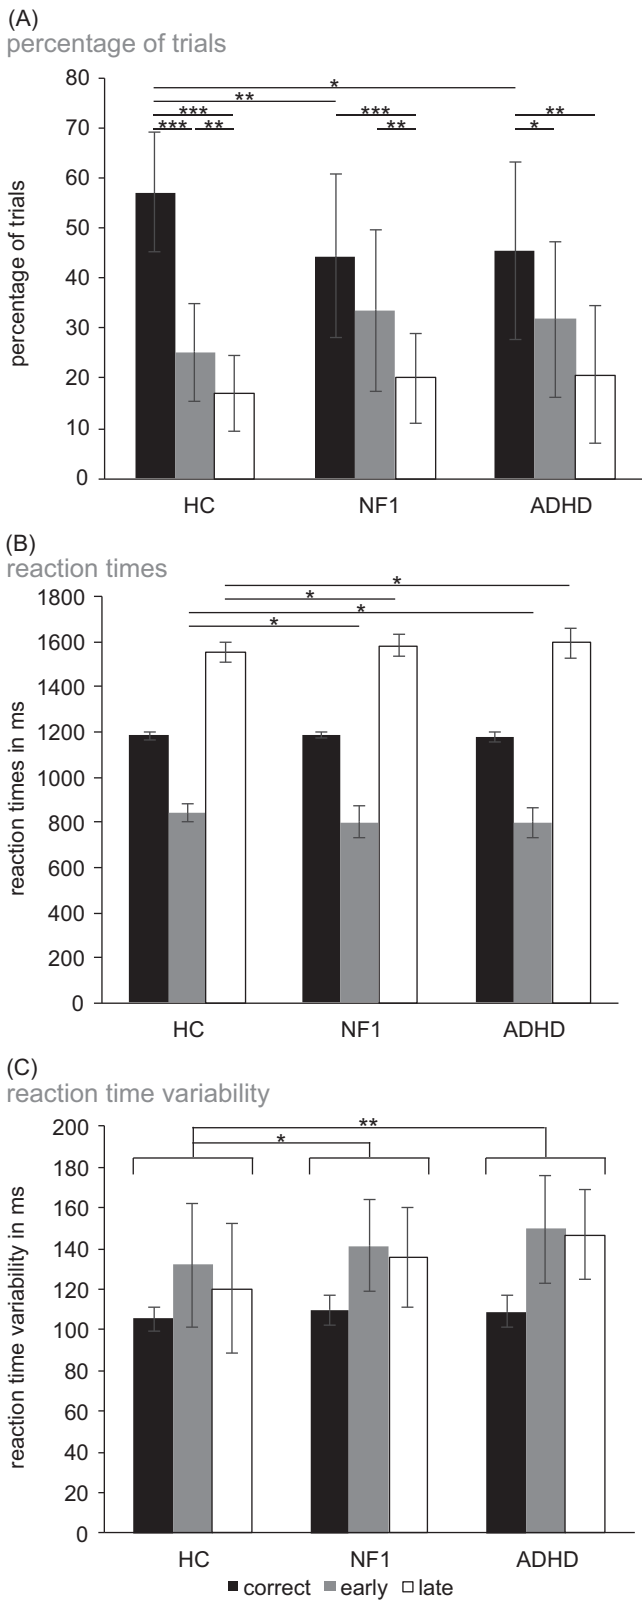 (A)
percentage of trials
80
70
60
50
40
30
20
10
0
percentage of trials
*
**
*** *** **
*** ** * **
HC NF1 ADHD
(B)
reaction times
1800
1600
1400
1200
1000
800
600
400
200
0
reaction times in ms
*
*
*
*
HC NF1 ADHD
(C)
reaction time variability
200
180
160
140
120
100
80
60
40
20
0
reaction time variability in ms
**
*
HC NF1 ADHD
correct early late